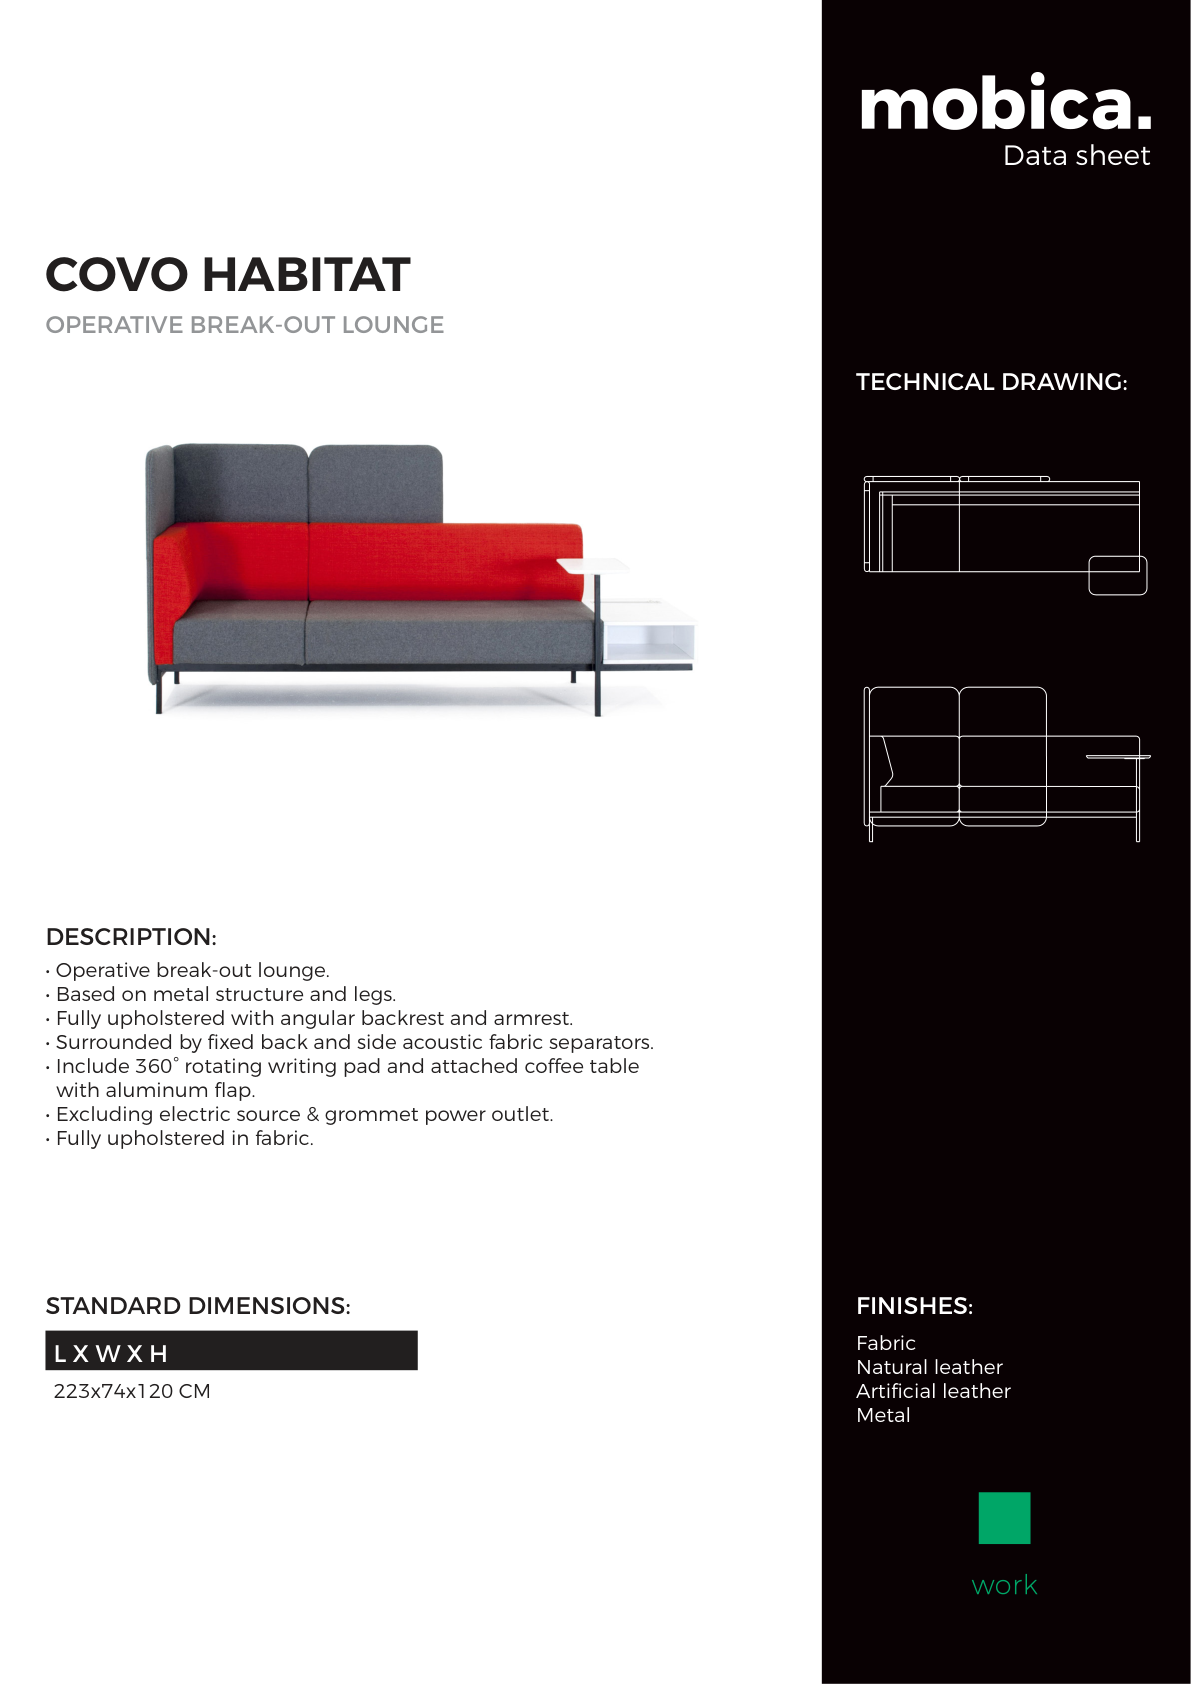 mobica.
Data sheet
COVO HABITAT
OPERATIVE BREAK-OUT LOUNGE
TECHNICAL DRAWING:
DESCRIPTION:
• Operative break-out lounge.
• Based on metal structure and legs.
• Fully upholstered with angular backrest and armrest.
• Surrounded by fixed back and side acoustic fabric separators.
• Include 360° rotating writing pad and attached coffee table
with aluminum flap.
• Excluding electric source & grommet power outlet.
• Fully upholstered in fabric.
STANDARD DIMENSIONS:
L X W X H
223x74x120 CM
FINISHES:
Fabric
Natural leather
Artificial leather
Metal
work